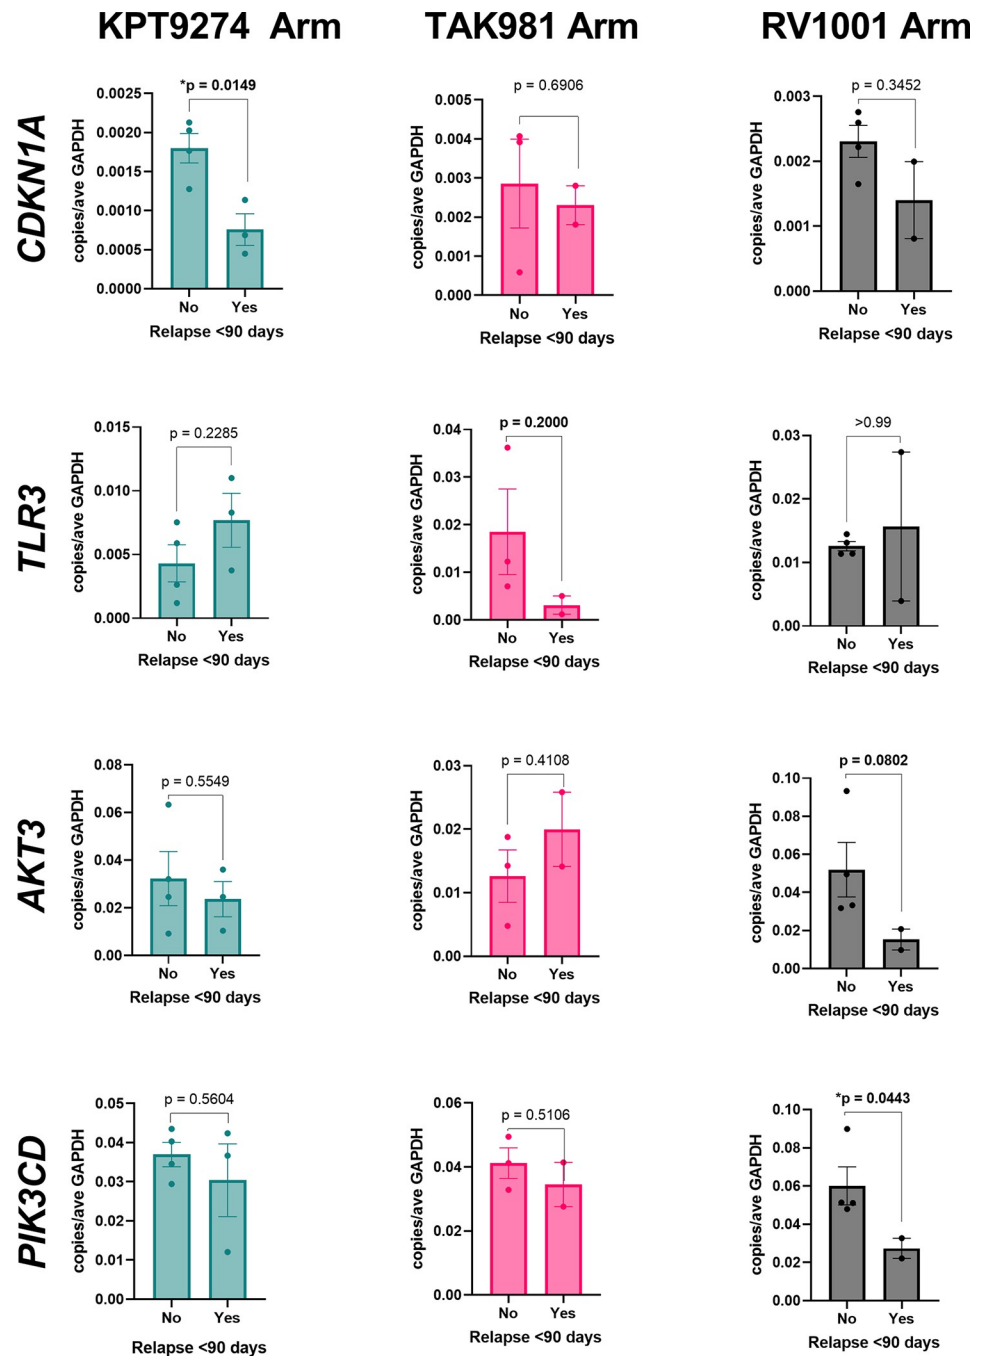 KPT9274 Arm
TAK981 Arm
RV1001 Arm
CDKN1A
*p = 0.0149
copies/ave GAPDH
0.0025
0.0020
0.0015
0.0010
0.0005
0.0000
No Yes
Relapse <90 days
p = 0.6906
copies/ave GAPDH
0.005
0.004
0.003
0.002
0.001
0.000
No Yes
Relapse <90 days
p = 0.3452
copies/ave GAPDH
0.003
0.002
0.001
0.000
No Yes
Relapse <90 days
TLR3
p = 0.2285
copies/ave GAPDH
0.015
0.010
0.005
0.000
No Yes
Relapse <90 days
p = 0.2000
copies/ave GAPDH
0.04
0.03
0.02
0.01
0.00
No Yes
Relapse <90 days
>0.99
copies/ave GAPDH
0.03
0.02
0.01
0.00
No Yes
Relapse <90 days
AKT3
p = 0.5549
copies/ave GAPDH
0.08
0.06
0.04
0.02
0.00
No Yes
Relapse <90 days
p = 0.4108
copies/ave GAPDH
0.03
0.02
0.01
0.00
No Yes
Relapse <90 days
p = 0.0802
copies/ave GAPDH
0.10
0.08
0.06
0.04
0.02
0.00
No Yes
Relapse <90 days
PIK3CD
p = 0.5604
copies/ave GAPDH
0.05
0.04
0.03
0.02
0.01
0.00
No Yes
Relapse <90 days
p = 0.5106
copies/ave GAPDH
0.06
0.04
0.02
0.00
No Yes
Relapse <90 days
*p = 0.0443
copies/ave GAPDH
0.10
0.08
0.06
0.04
0.02
0.00
No Yes
Relapse <90 days